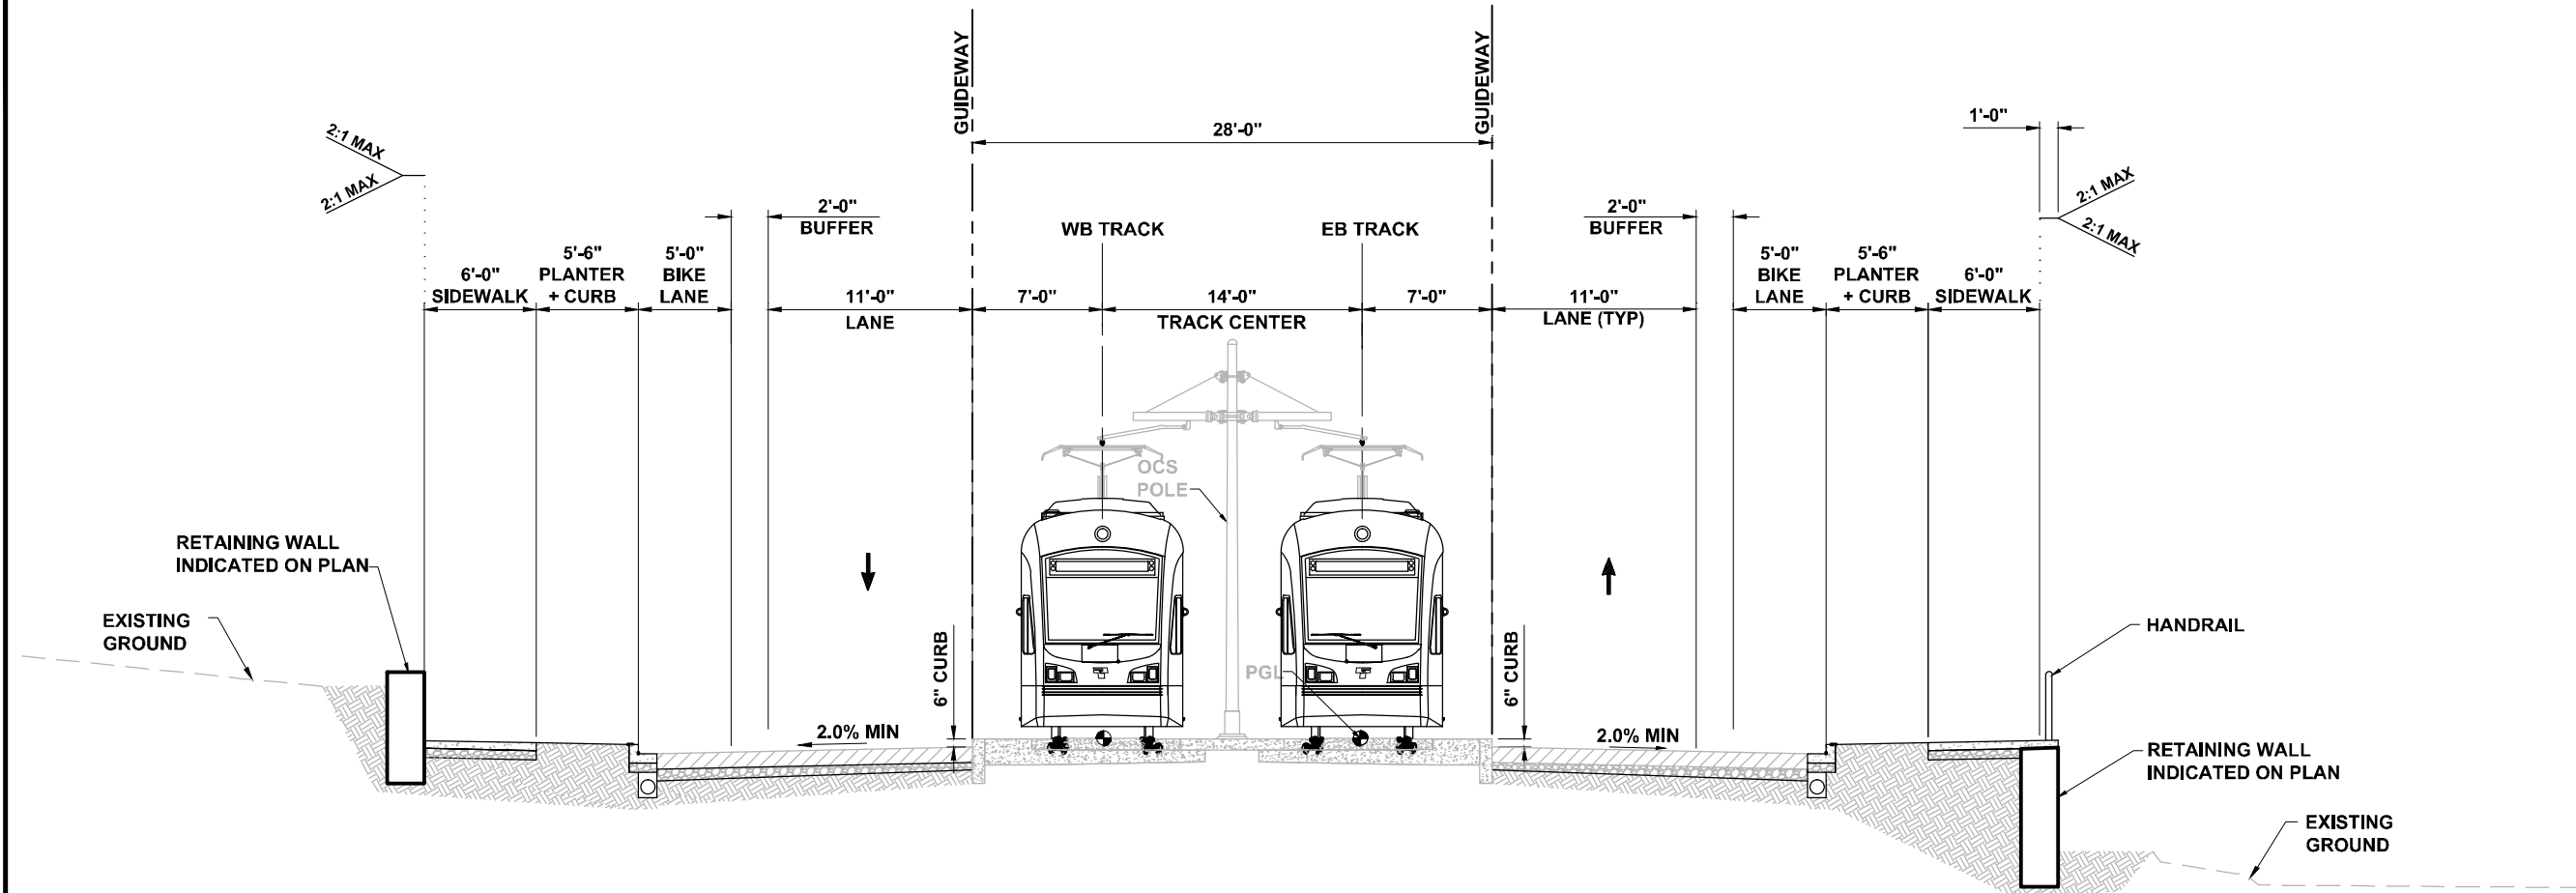 GUIDEWAY
GUIDEWAY
28'-0"
1'-0"
2:1 MAX
2:1 MAX
2:1 MAX
2:1 MAX
2'-0"
BUFFER
WB TRACK
EB TRACK
2'-0"
BUFFER
6'-0"
SIDEWALK
5'-6"
PLANTER
+ CURB
5'-0"
BIKE
LANE
11'-0"
LANE
7'-0"
14'-0"
TRACK CENTER
7'-0"
11'-0"
LANE (TYP)
5'-0"
BIKE
LANE
5'-6"
PLANTER
+ CURB
6'-0"
SIDEWALK
OCS
POLE
RETAINING WALL
INDICATED ON PLAN
EXISTING
GROUND
HANDRAIL
6" CURB
PGL
6" CURB
2.0% MIN
2.0% MIN
RETAINING WALL
INDICATED ON PLAN
EXISTING
GROUND